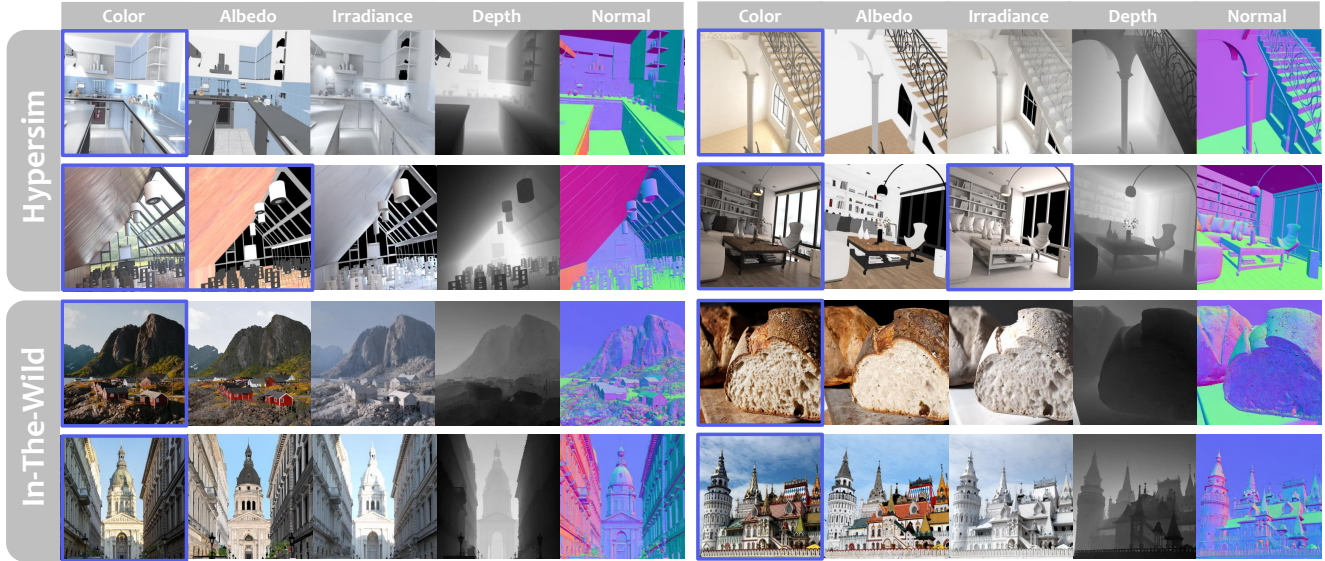 Color Albedo Irradiance Depth Normal Color Albedo Irradiance Depth Normal
Hypersim
In-The-Wild